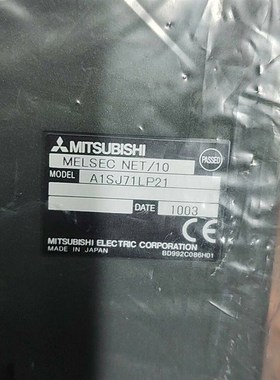 MITSUBISHI
MELSEC NET/10
PASSED
MODEL A1SJ71LP21
DATE 1003
CE
MITSUBISHI ELECTRIC CORPORATION
MADE IN JAPAN BD992C086H01